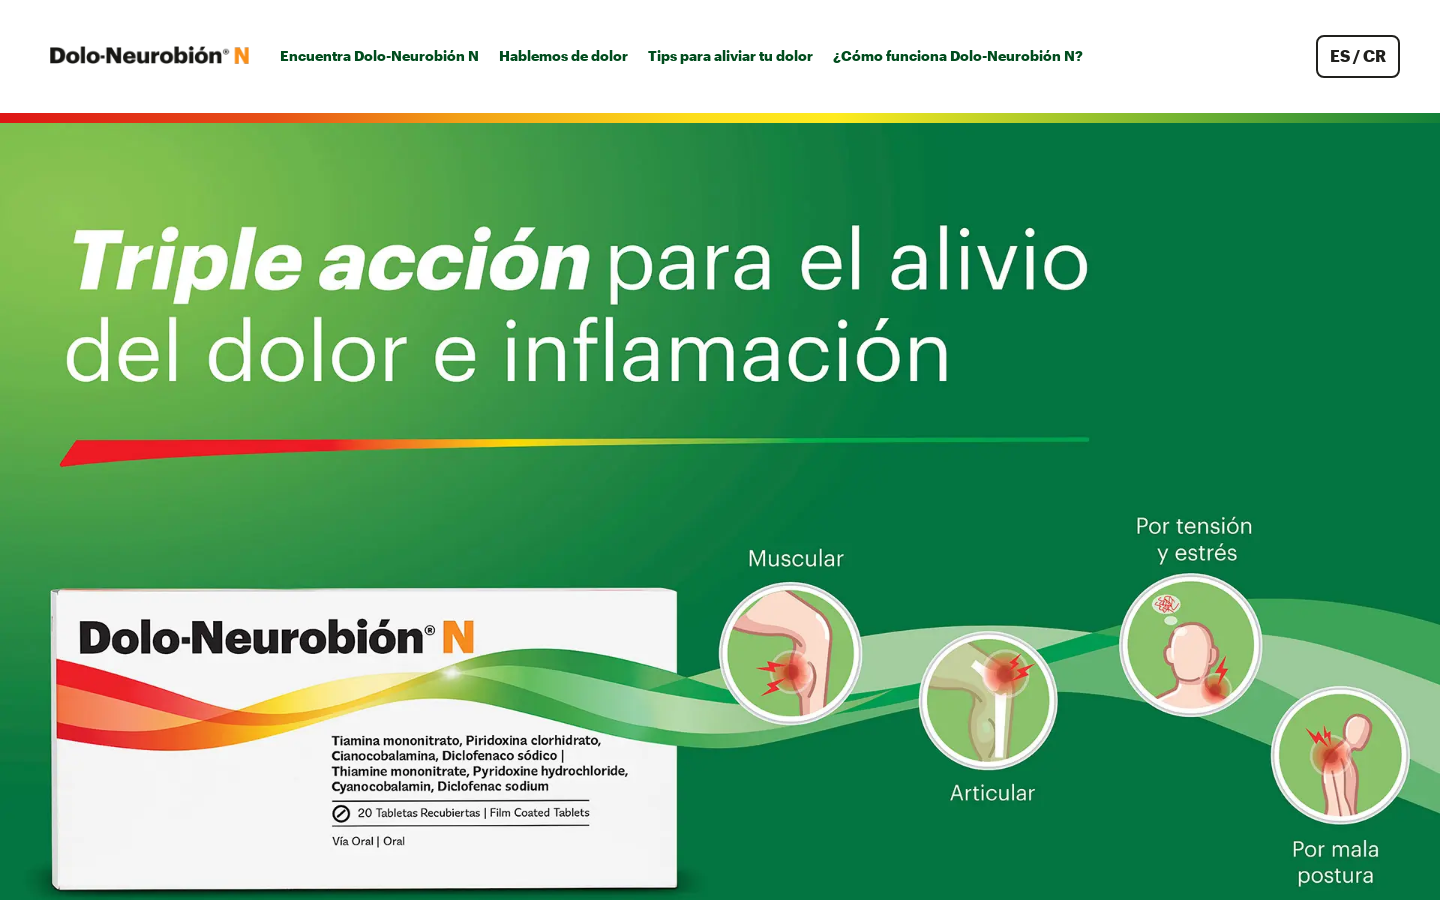 Dolo-Neurobión® N
Encuentra Dolo-Neurobión N
Hablemos de dolor
Tips para aliviar tu dolor
¿Cómo funciona Dolo-Neurobión N?
ES / CR
Triple acción para el alivio
del dolor e inflamación
Por tensión
y estrés
Muscular
Articular
Por mala
postura
Dolo-Neurobión® N
Tiamina mononitrato, Piridoxina clorhidrato,
Cianocobalamina, Diclofenaco sódico |
Thiamine mononitrate, Pyridoxine hydrochloride,
Cyanocobalamin, Diclofenac sodium
20 Tabletas Recubiertas | Film Coated Tablets
Vía Oral | Oral